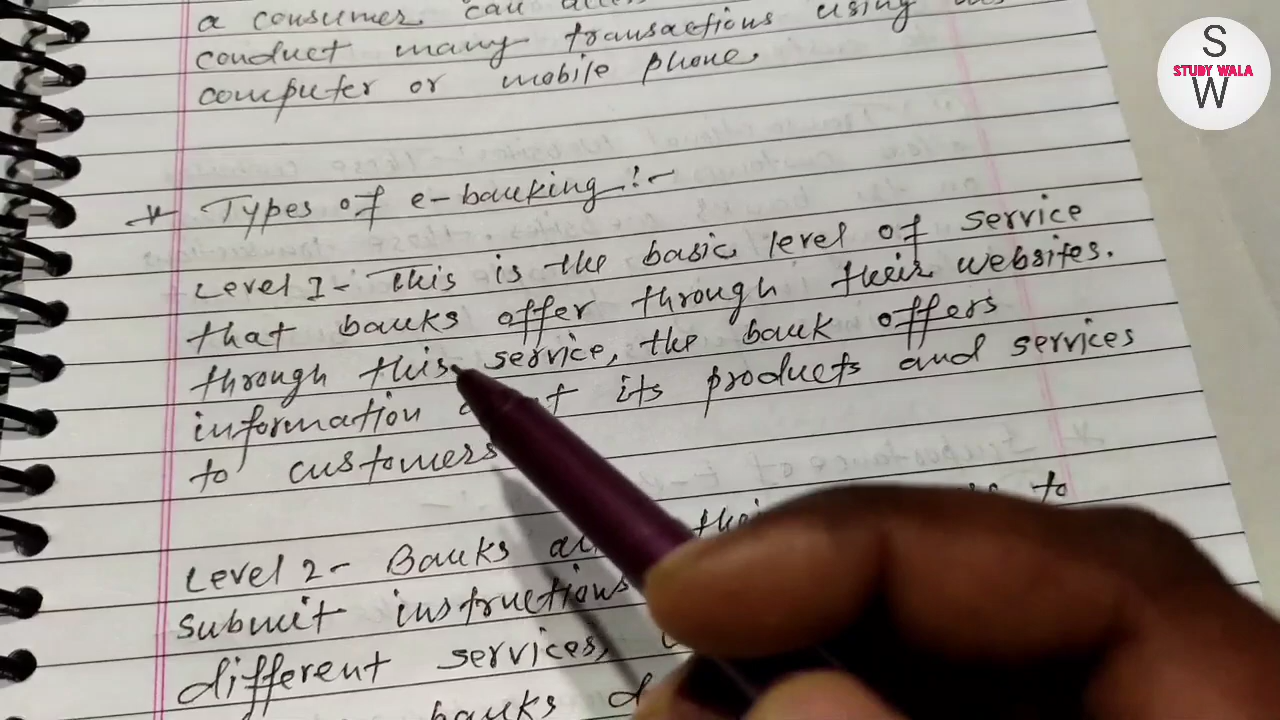 a consumer can
conduct many transactions using
computer or mobile phone.
* Types of e-banking:-
Level 1- This is the basic level of service
that banks offer through their websites.
through this service, the bank offers
information its products and services
to customers
Level 2- Banks to
submit instructions
different services,
banks
S
STUDY WALA
W